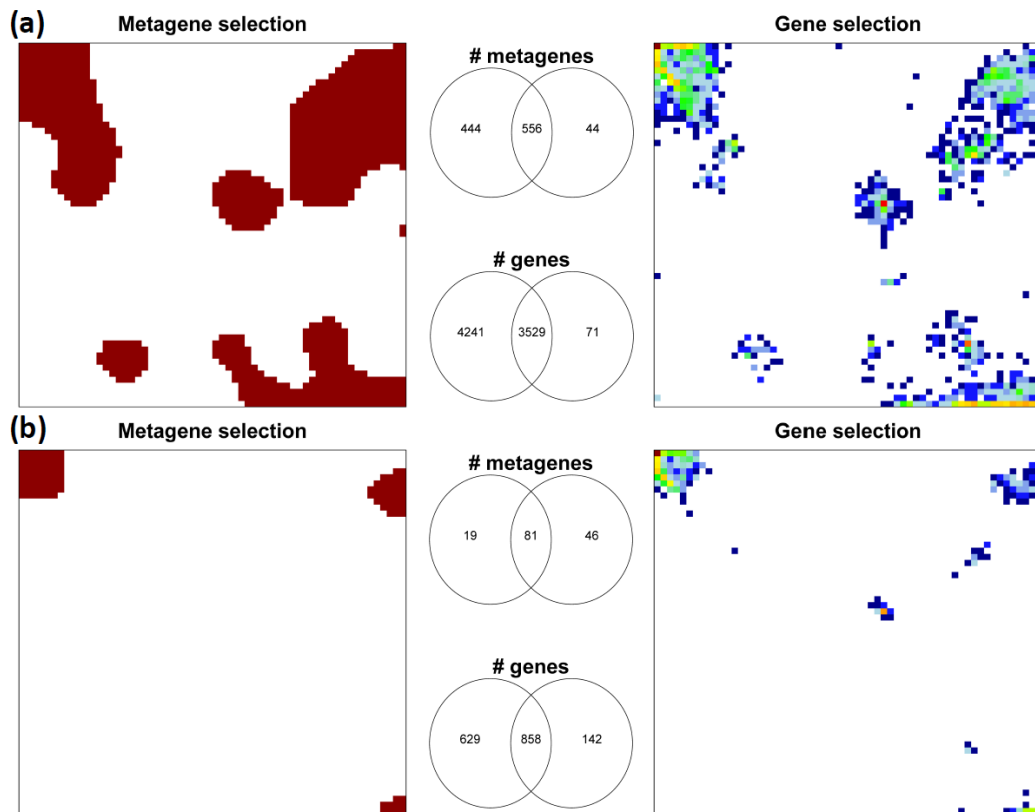 (a)
Metagene selection
Gene selection
# metagenes
444 556 44
# genes
4241 3529 71
(b)
Metagene selection
Gene selection
# metagenes
19 81 46
# genes
629 858 142